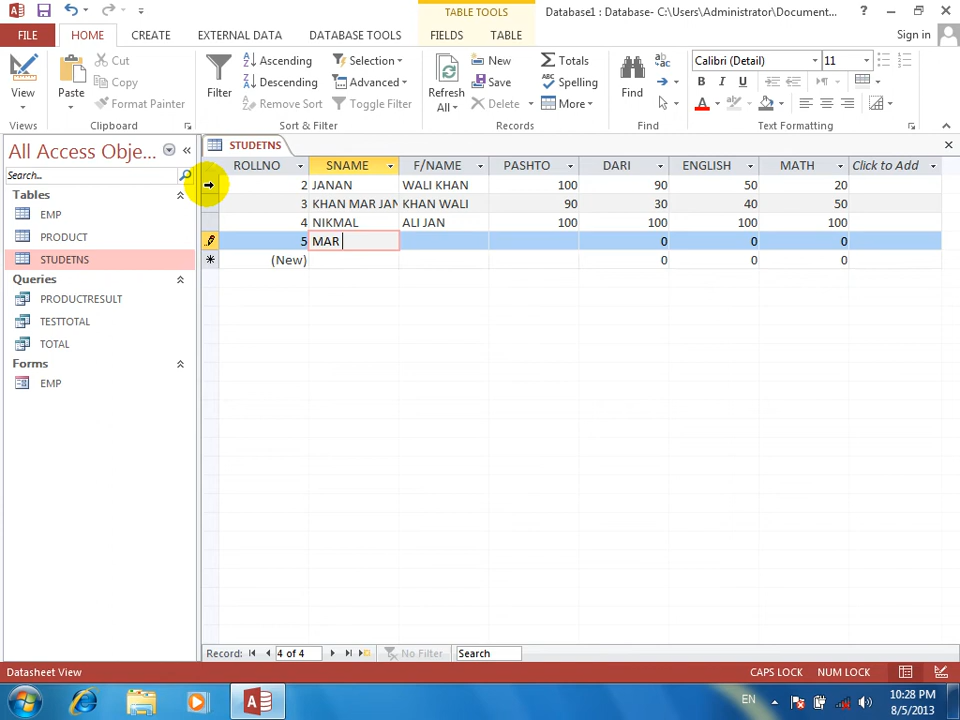 TABLE TOOLS
Database1 : Database- C:\Users\Administrator\Document...
FILE HOME CREATE EXTERNAL DATA DATABASE TOOLS FIELDS TABLE Sign in
View
Views
Paste
Cut
Copy
Format Painter
Clipboard
Filter
Ascending
Descending
Remove Sort
Selection
Advanced
Toggle Filter
Sort & Filter
Refresh
All
New
Save
Delete
Totals
Spelling
More
Records
Find
Find
Calibri (Detail) 11
B I U
Text Formatting
All Access Obje...
Search...
Tables
EMP
PRODUCT
STUDETNS
Queries
PRODUCTRESULT
TESTTOTAL
TOTAL
Forms
EMP
STUDETNS
ROLLNO SNAME F/NAME PASHTO DARI ENGLISH MATH Click to Add
2 JANAN WALI KHAN 100 90 50 20
3 KHAN MAR JAN KHAN WALI 90 30 40 50
4 NIKMAL ALI JAN 100 100 100 100
5 MAR 0 0 0
(New) 0 0 0
Record: 4 of 4 No Filter Search
Datasheet View CAPS LOCK NUM LOCK
EN
10:28 PM
8/5/2013